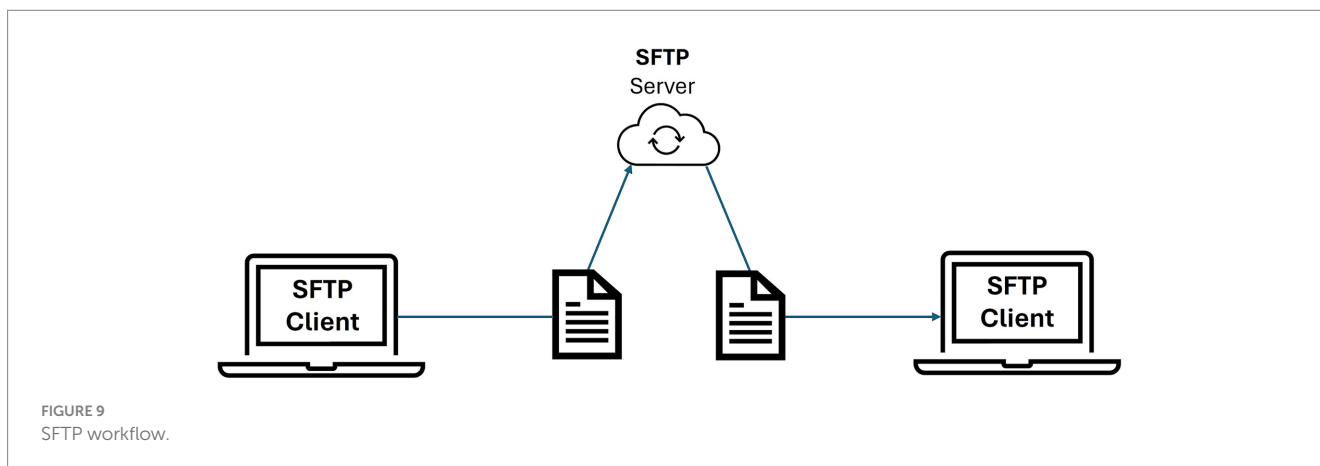 SFTP
Server
SFTP
Client
SFTP
Client
FIGURE 9
SFTP workflow.